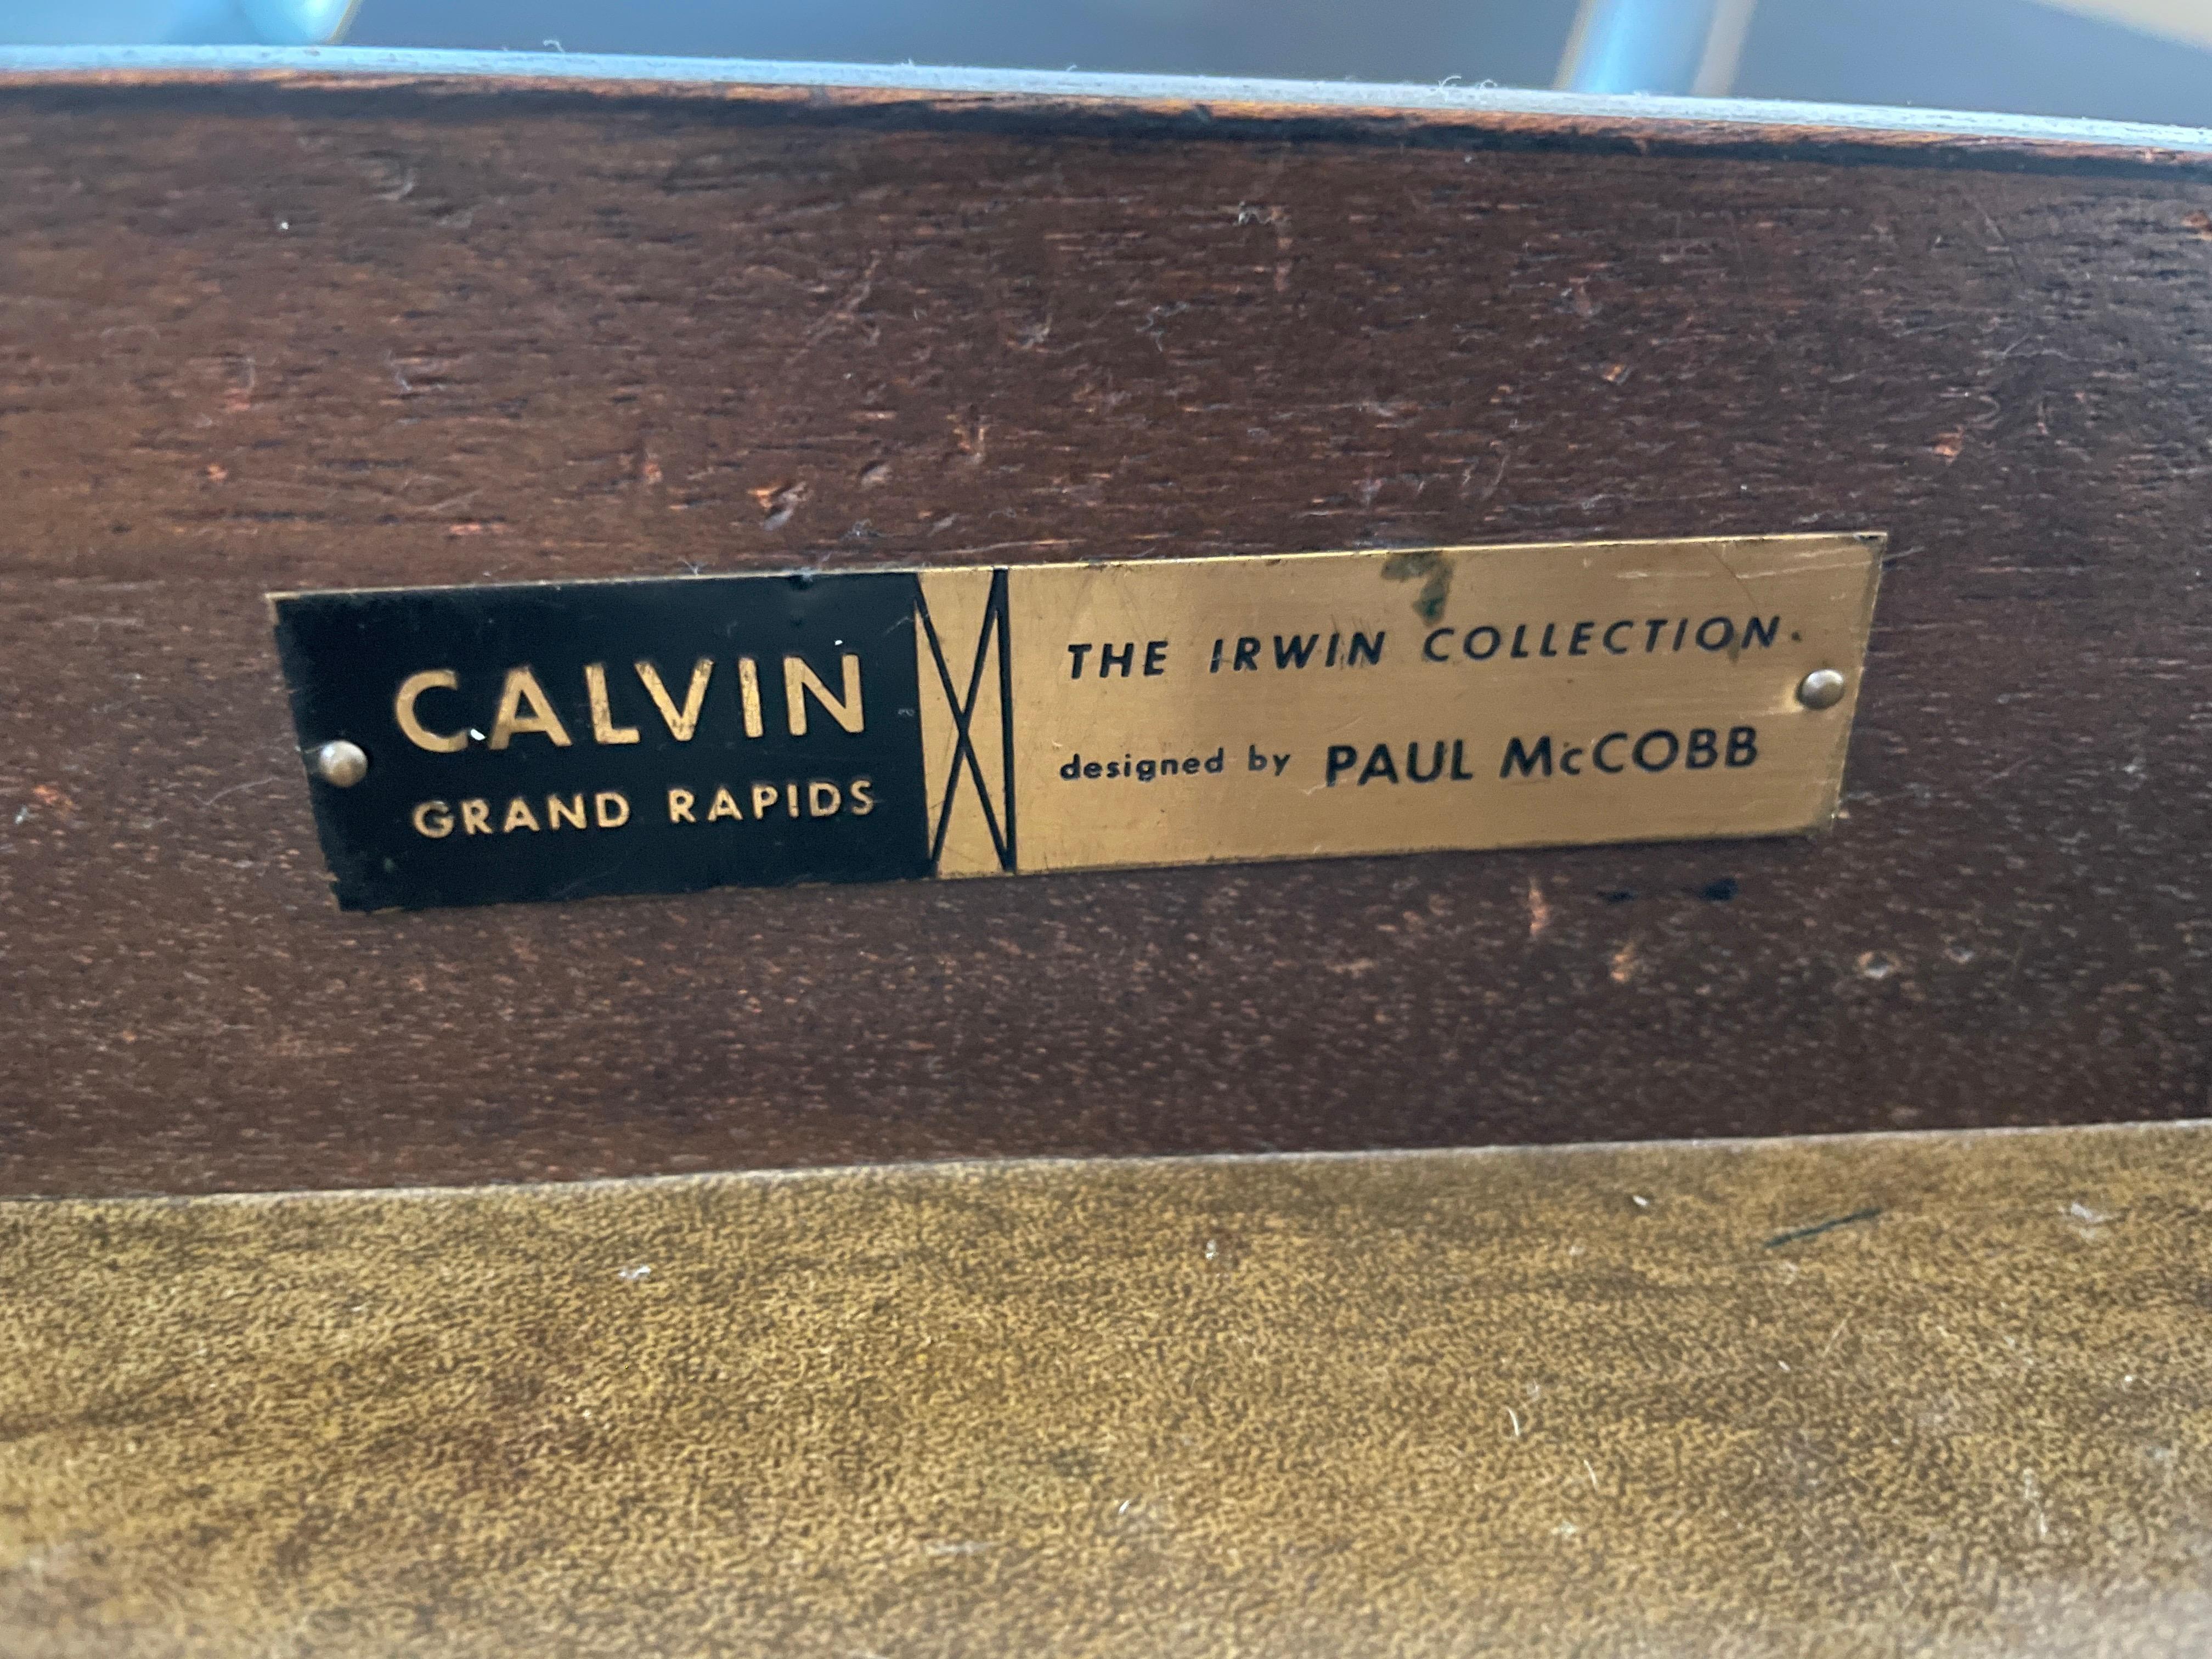 CALVIN
GRAND RAPIDS
THE IRWIN COLLECTION
designed by PAUL McCOBB